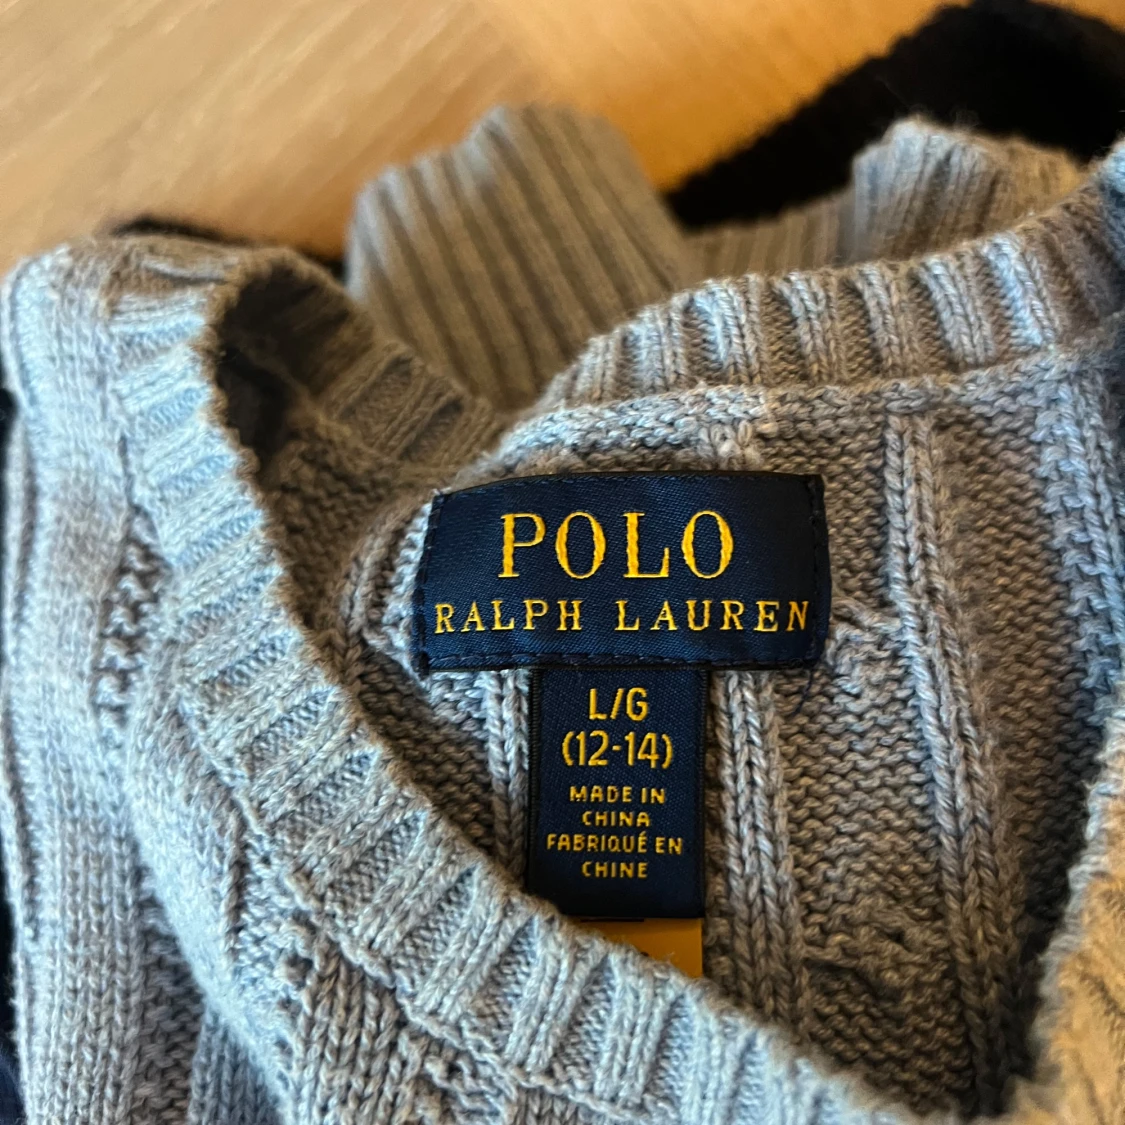 POLO
RALPH LAUREN
L/G
(12-14)
MADE IN
CHINA
FABRIQUÉ EN
CHINE